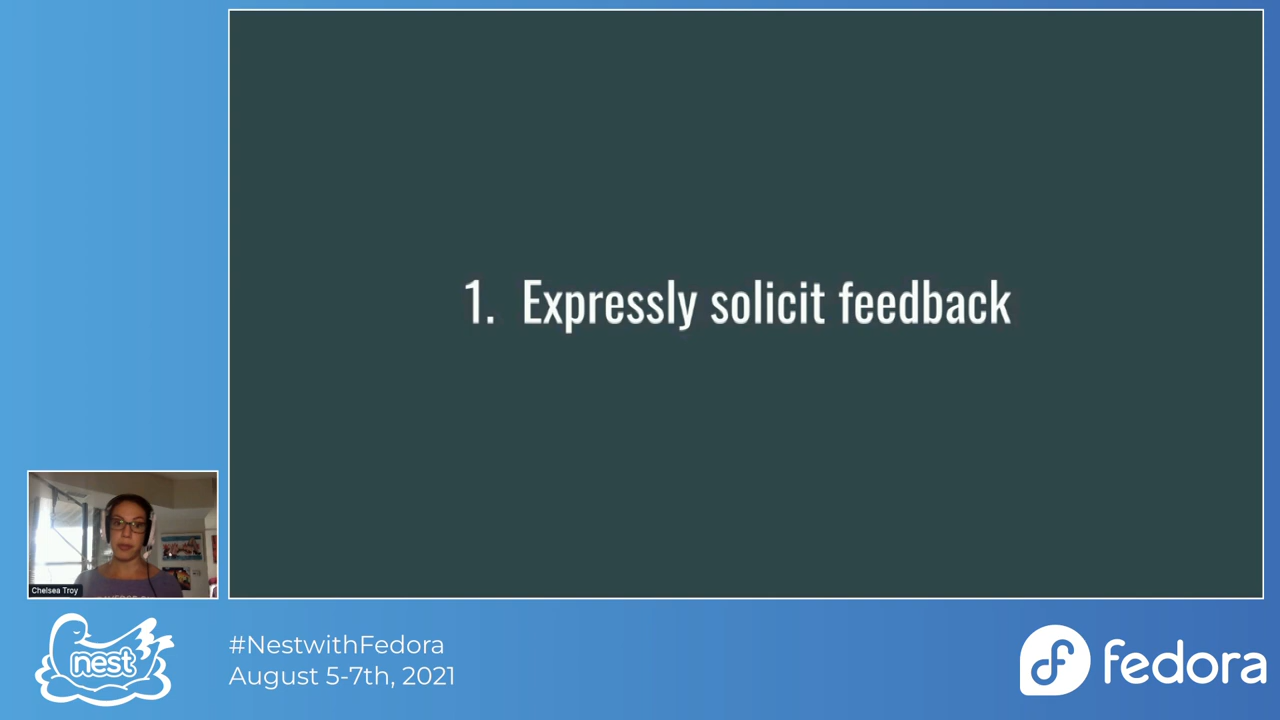 1. Expressly solicit feedback
Chelsea Troy
nest
#NestwithFedora
August 5-7th, 2021
fedora